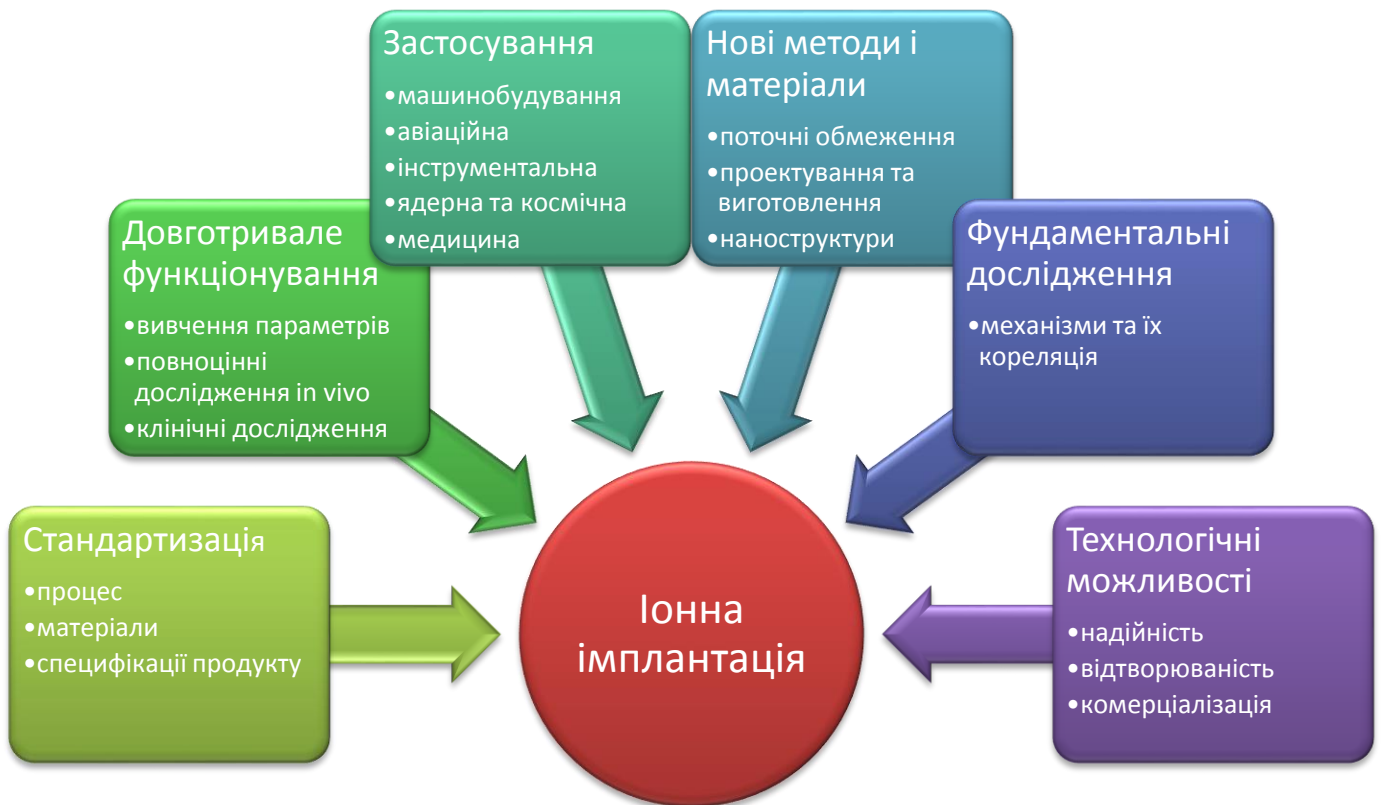 Застосування
•машинобудування
•авіаційна
•інструментальна
•ядерна та космічна
•медицина
Нові методи і
матеріали
•поточні обмеження
•проектування та
виготовлення
•наноструктури
Довготривале
функціонування
•вивчення параметрів
•повноцінні
дослідження in vivo
•клінічні дослідження
Фундаментальні
дослідження
•механізми та їх
кореляція
Стандартизація
•процес
•матеріали
•специфікації продукту
Іонна
імплантація
Технологічні
можливості
•надійність
•відтворюваність
•комерціалізація